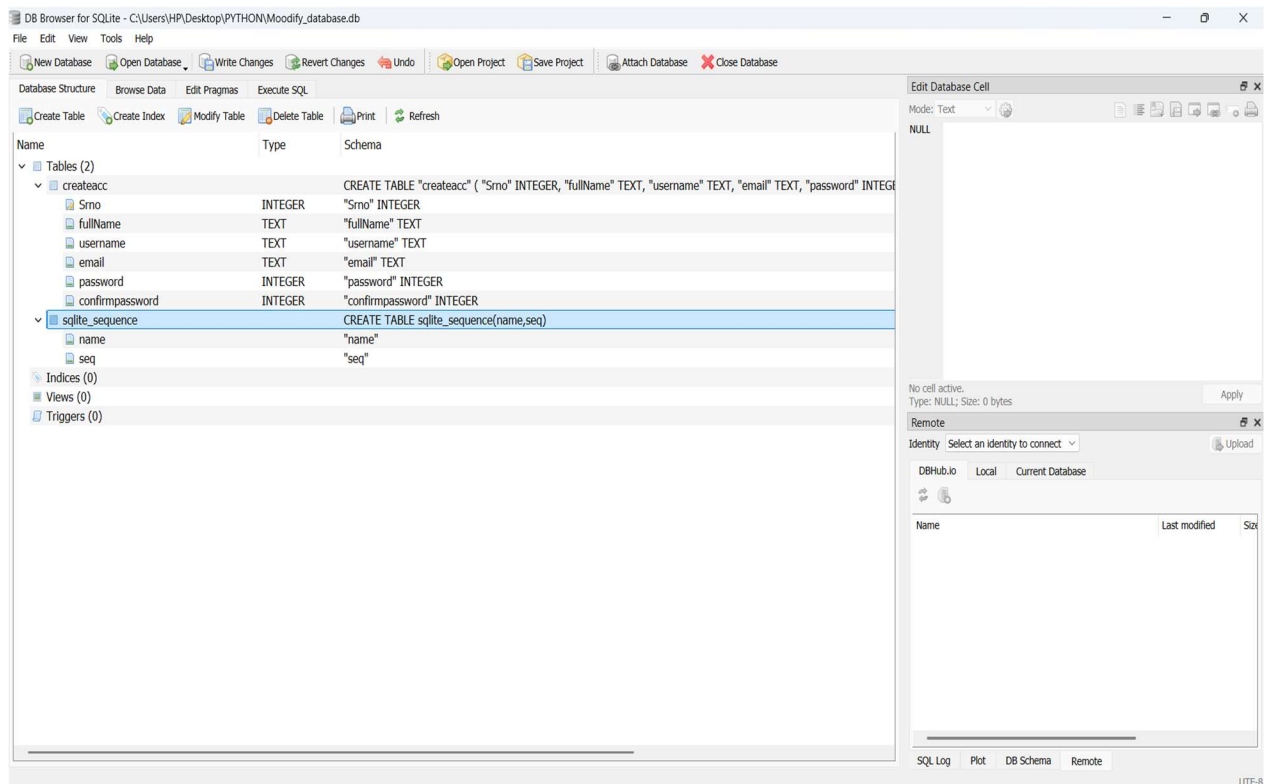 DB Browser for SQLite - C:\Users\HP\Desktop\PYTHON\Moodify_database.db
File Edit View Tools Help
New Database Open Database Write Changes Revert Changes Undo Open Project Save Project Attach Database Close Database
Database Structure Browse Data Edit Pragmas Execute SQL
Create Table Create Index Modify Table Delete Table Print Refresh
Name Type Schema
Tables (2)
createacc CREATE TABLE "createacc" ( "Srno" INTEGER, "fullName" TEXT, "username" TEXT, "email" TEXT, "password" INTEGE
Srno INTEGER "Srno" INTEGER
fullName TEXT "fullName" TEXT
username TEXT "username" TEXT
email TEXT "email" TEXT
password INTEGER "password" INTEGER
confirmpassword INTEGER "confirmpassword" INTEGER
sqlite_sequence CREATE TABLE sqlite_sequence(name,seq)
name "name"
seq "seq"
Indices (0)
Views (0)
Triggers (0)
Edit Database Cell
Mode: Text
NULL
No cell active.
Type: NULL; Size: 0 bytes
Apply
Remote
Identity Select an identity to connect Upload
DBHub.io Local Current Database
Name Last modified Size
SQL Log Plot DB Schema Remote
UTF-8